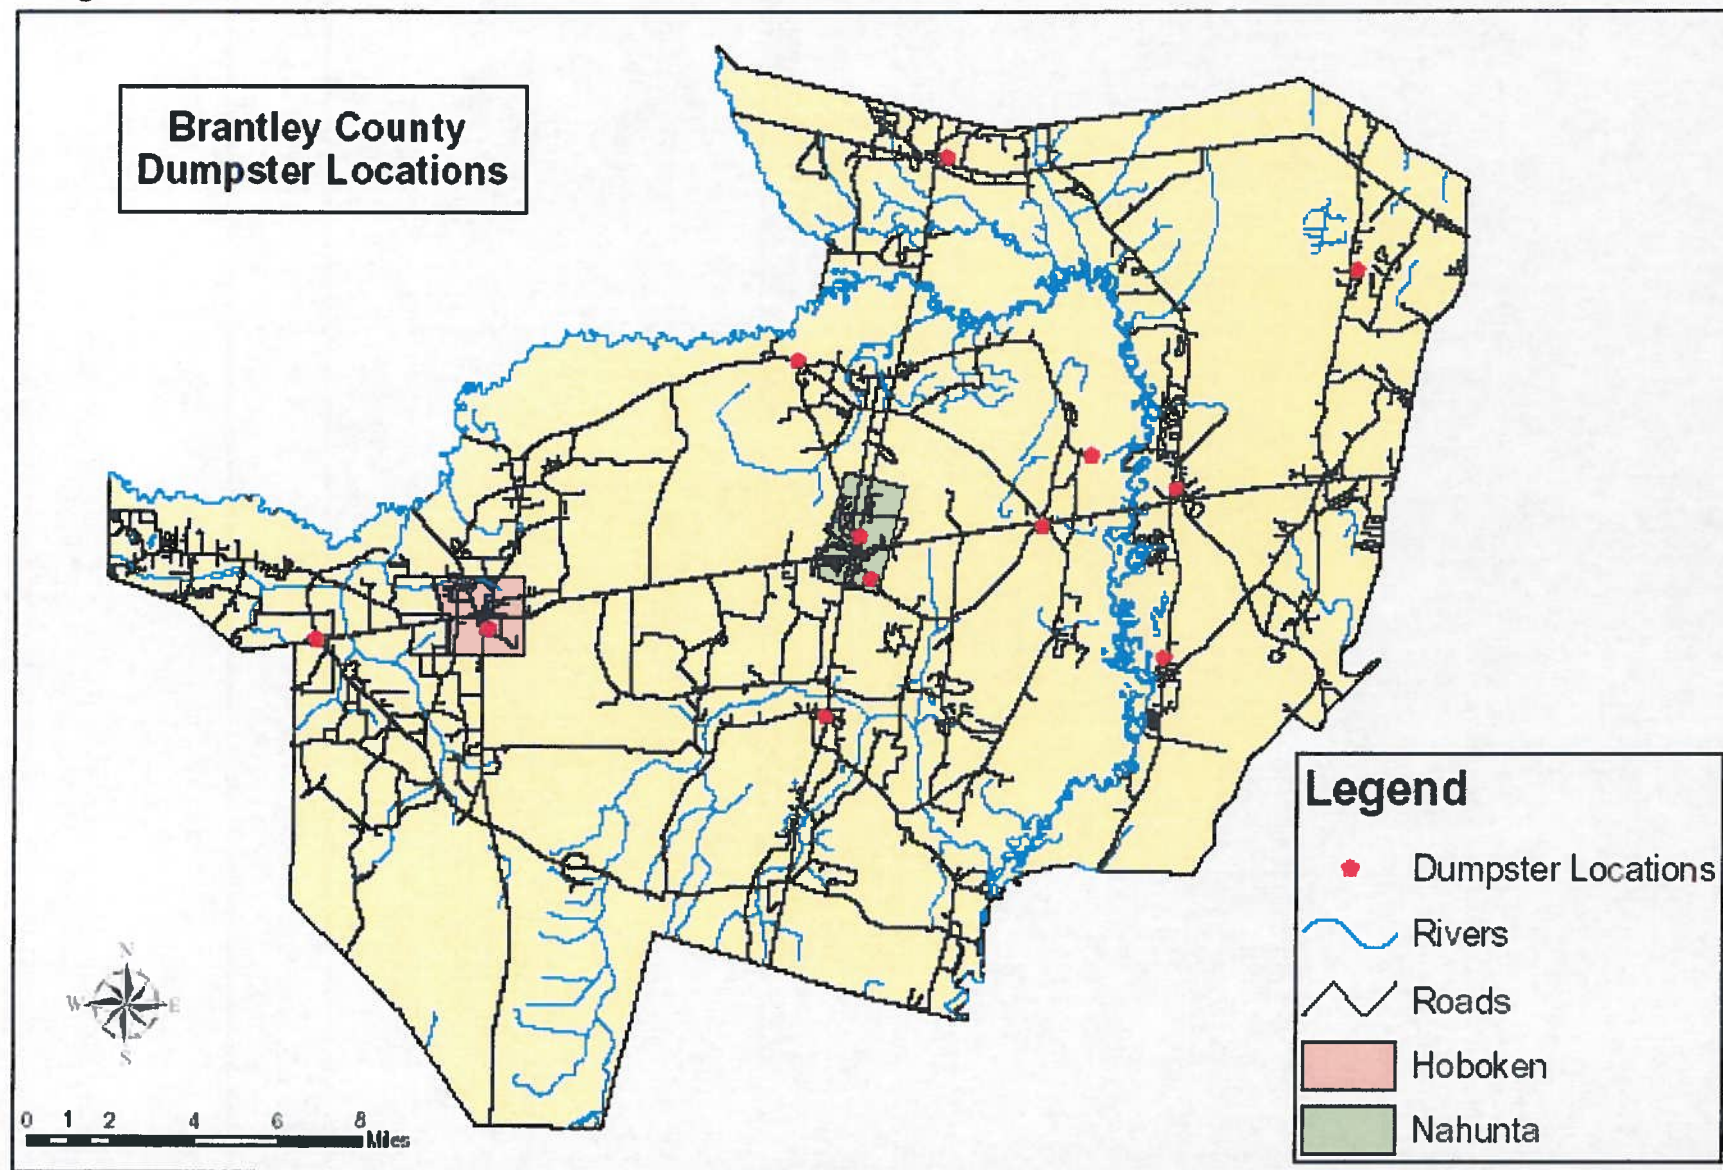 Brantley County
Dumpster Locations
N
W E
S
0 1 2 4 6 8
Miles
Legend
Dumpster Locations
Rivers
Roads
Hoboken
Nahunta